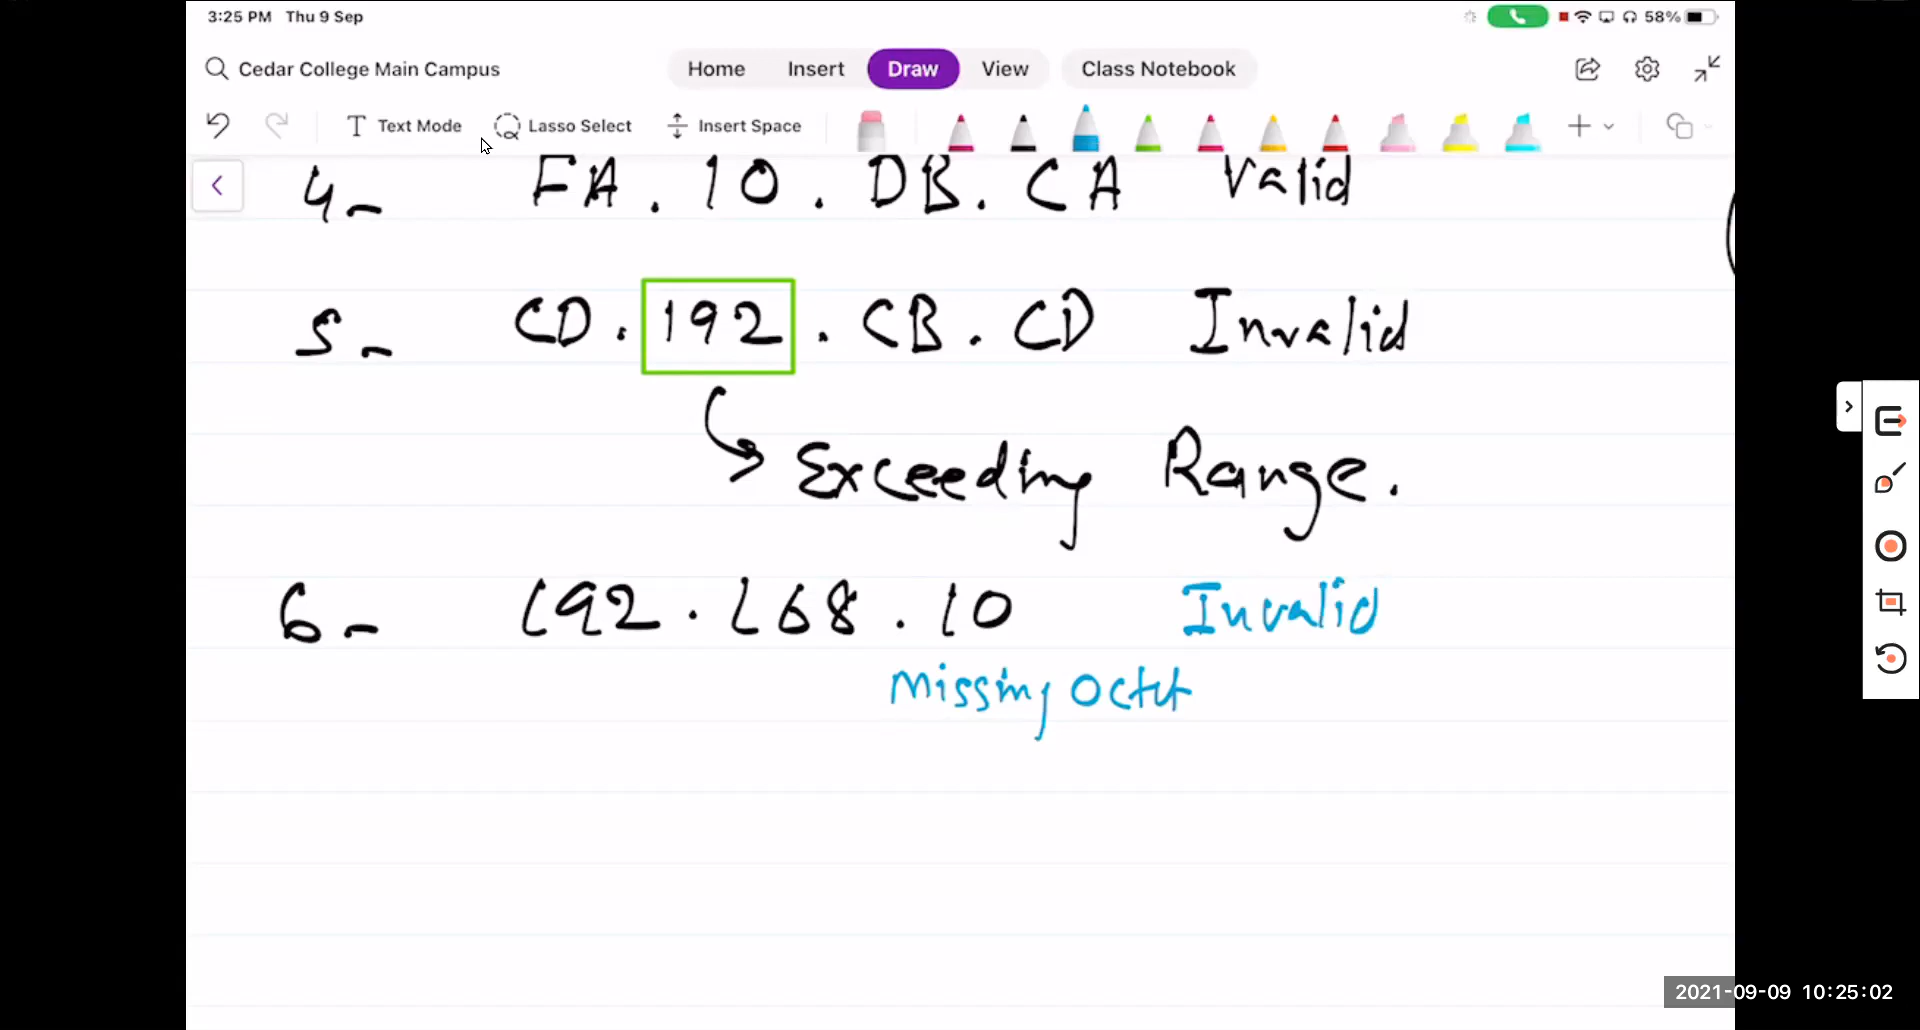 3:25 PM Thu 9 Sep 58%
Cedar College Main Campus Home Insert Draw View Class Notebook
Text Mode Lasso Select Insert Space
4- FA . 10 . DB . CA Valid
5- CD . 192 . CB . CD Invalid
Exceeding Range.
6- 192 . 168 . 10 Invalid
Missing Octet
2021-09-09 10:25:02